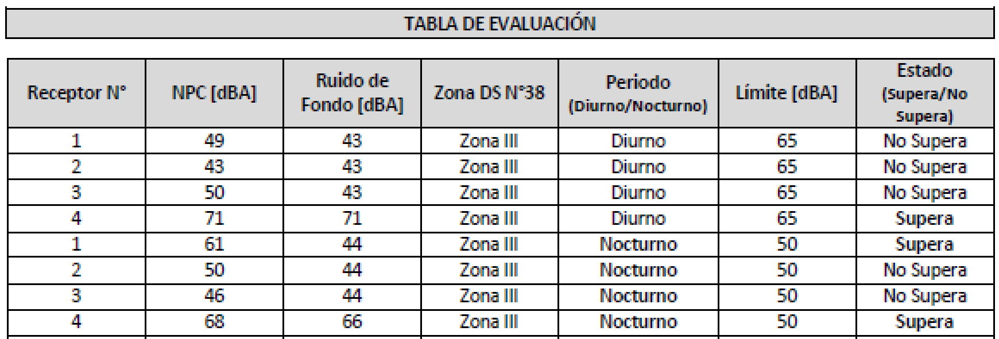 TABLA DE EVALUACIÓN
Receptor N° NPC [dBA] Ruido de Fondo [dBA] Zona DS N°38 Periodo (Diurno/Nocturno) Límite [dBA] Estado (Supera/No Supera)
1 49 43 Zona III Diurno 65 No Supera
2 43 43 Zona III Diurno 65 No Supera
3 50 43 Zona III Diurno 65 No Supera
4 71 71 Zona III Diurno 65 Supera
1 61 44 Zona III Nocturno 50 Supera
2 50 44 Zona III Nocturno 50 No Supera
3 46 44 Zona III Nocturno 50 No Supera
4 68 66 Zona III Nocturno 50 Supera